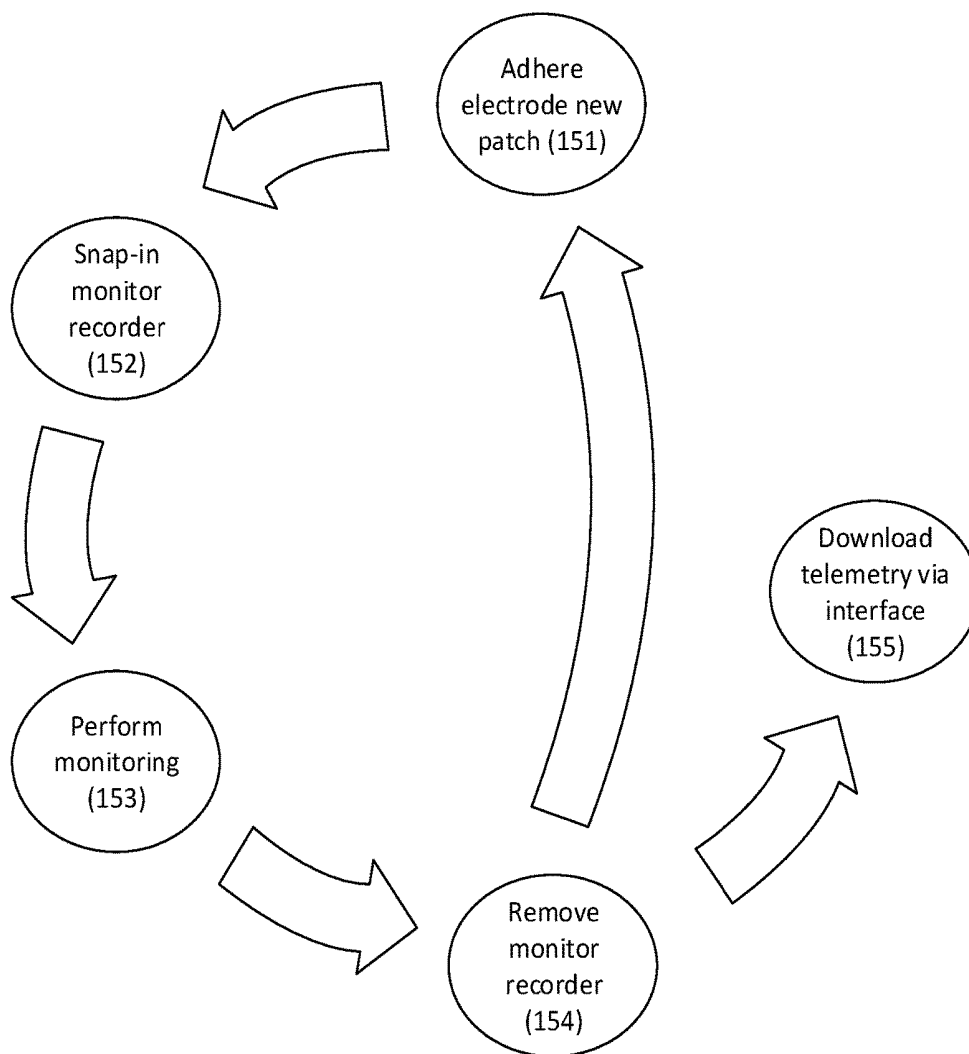 Adhere
electrode new
patch (151)
Snap-in
monitor
recorder
(152)
Perform
monitoring
(153)
Remove
monitor
recorder
(154)
Download
telemetry via
interface
(155)